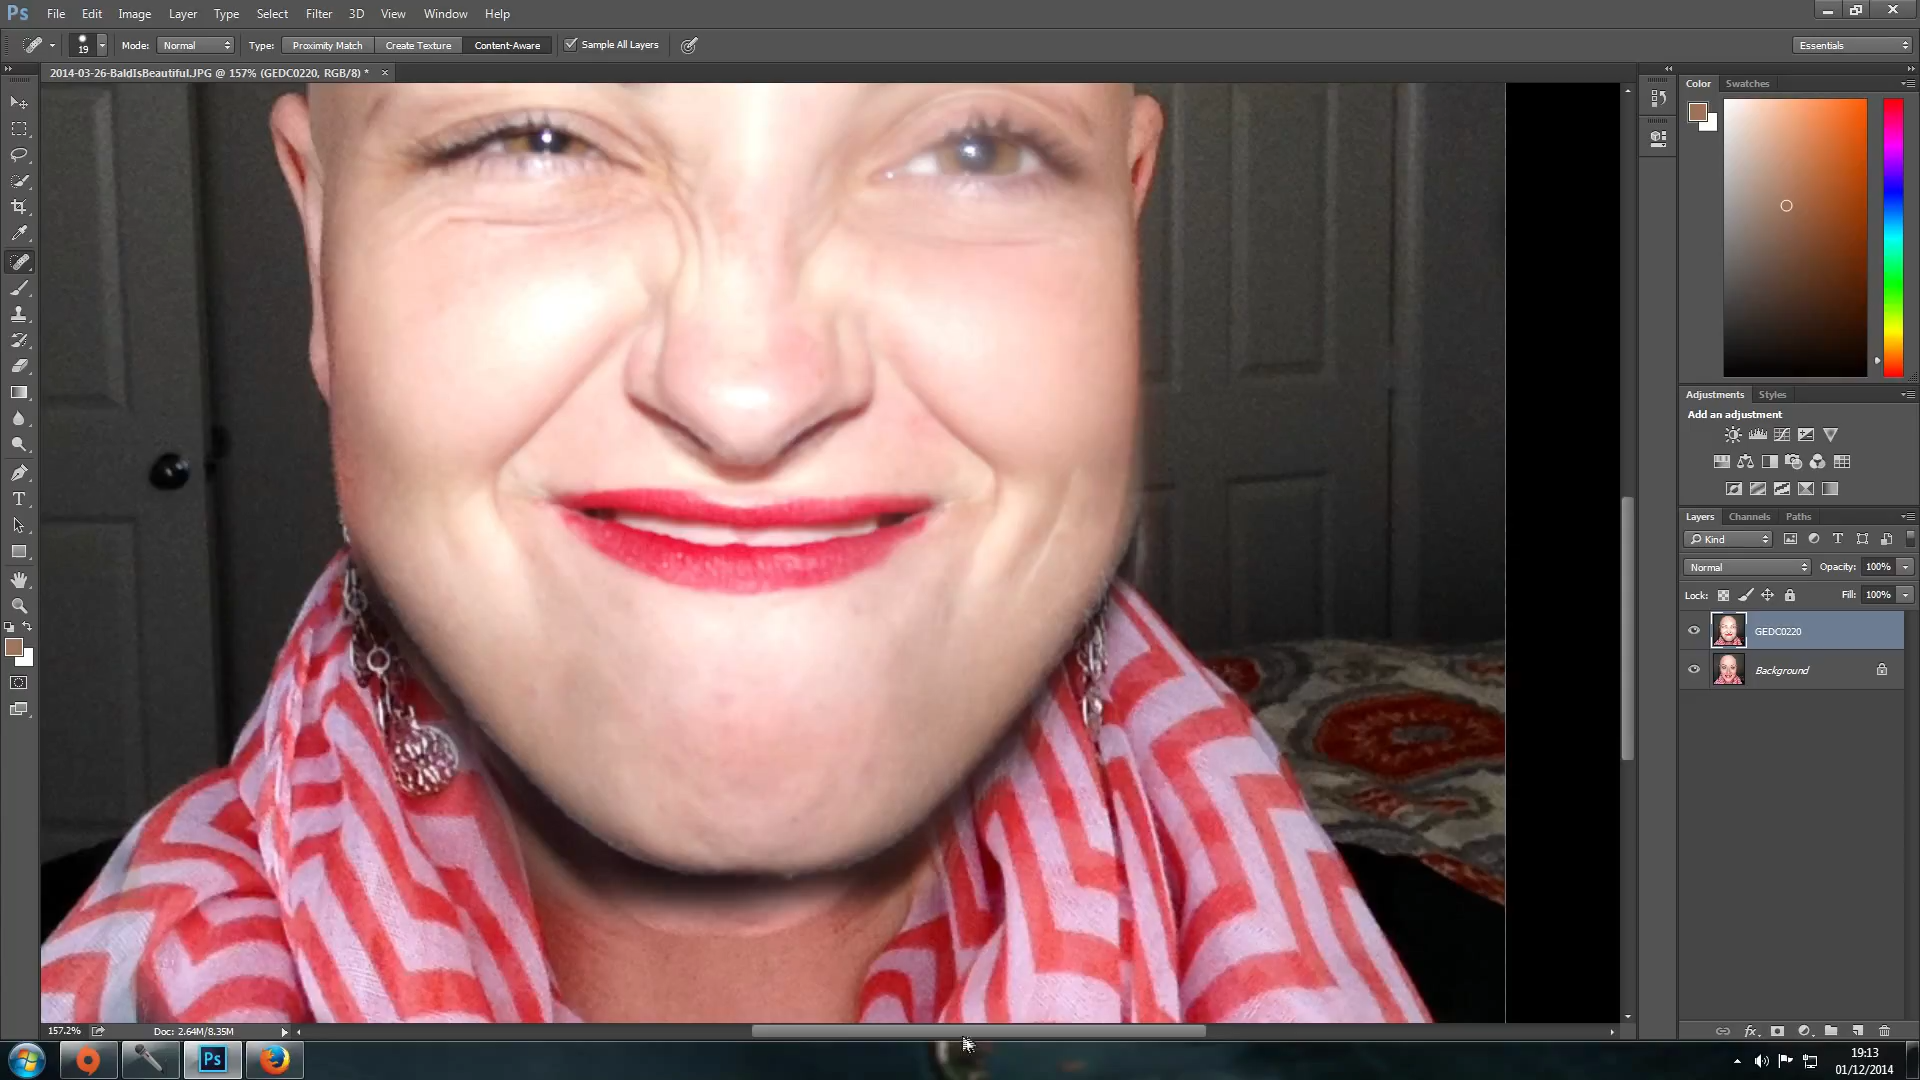 Ps File Edit Image Layer Type Select Filter 3D View Window Help
19 Mode: Normal Type: Proximity Match Create Texture Content-Aware Sample All Layers Essentials
2014-03-26-BaldIsBeautiful.JPG @ 157% (GEDC0220, RGB/8) *
Color Swatches
Adjustments Styles
Add an adjustment
Layers Channels Paths
Kind
Normal Opacity: 100%
Lock: Fill: 100%
GEDC0220
Background
157.2% Doc: 2.64M/8.35M
Ps
19:13
01/12/2014